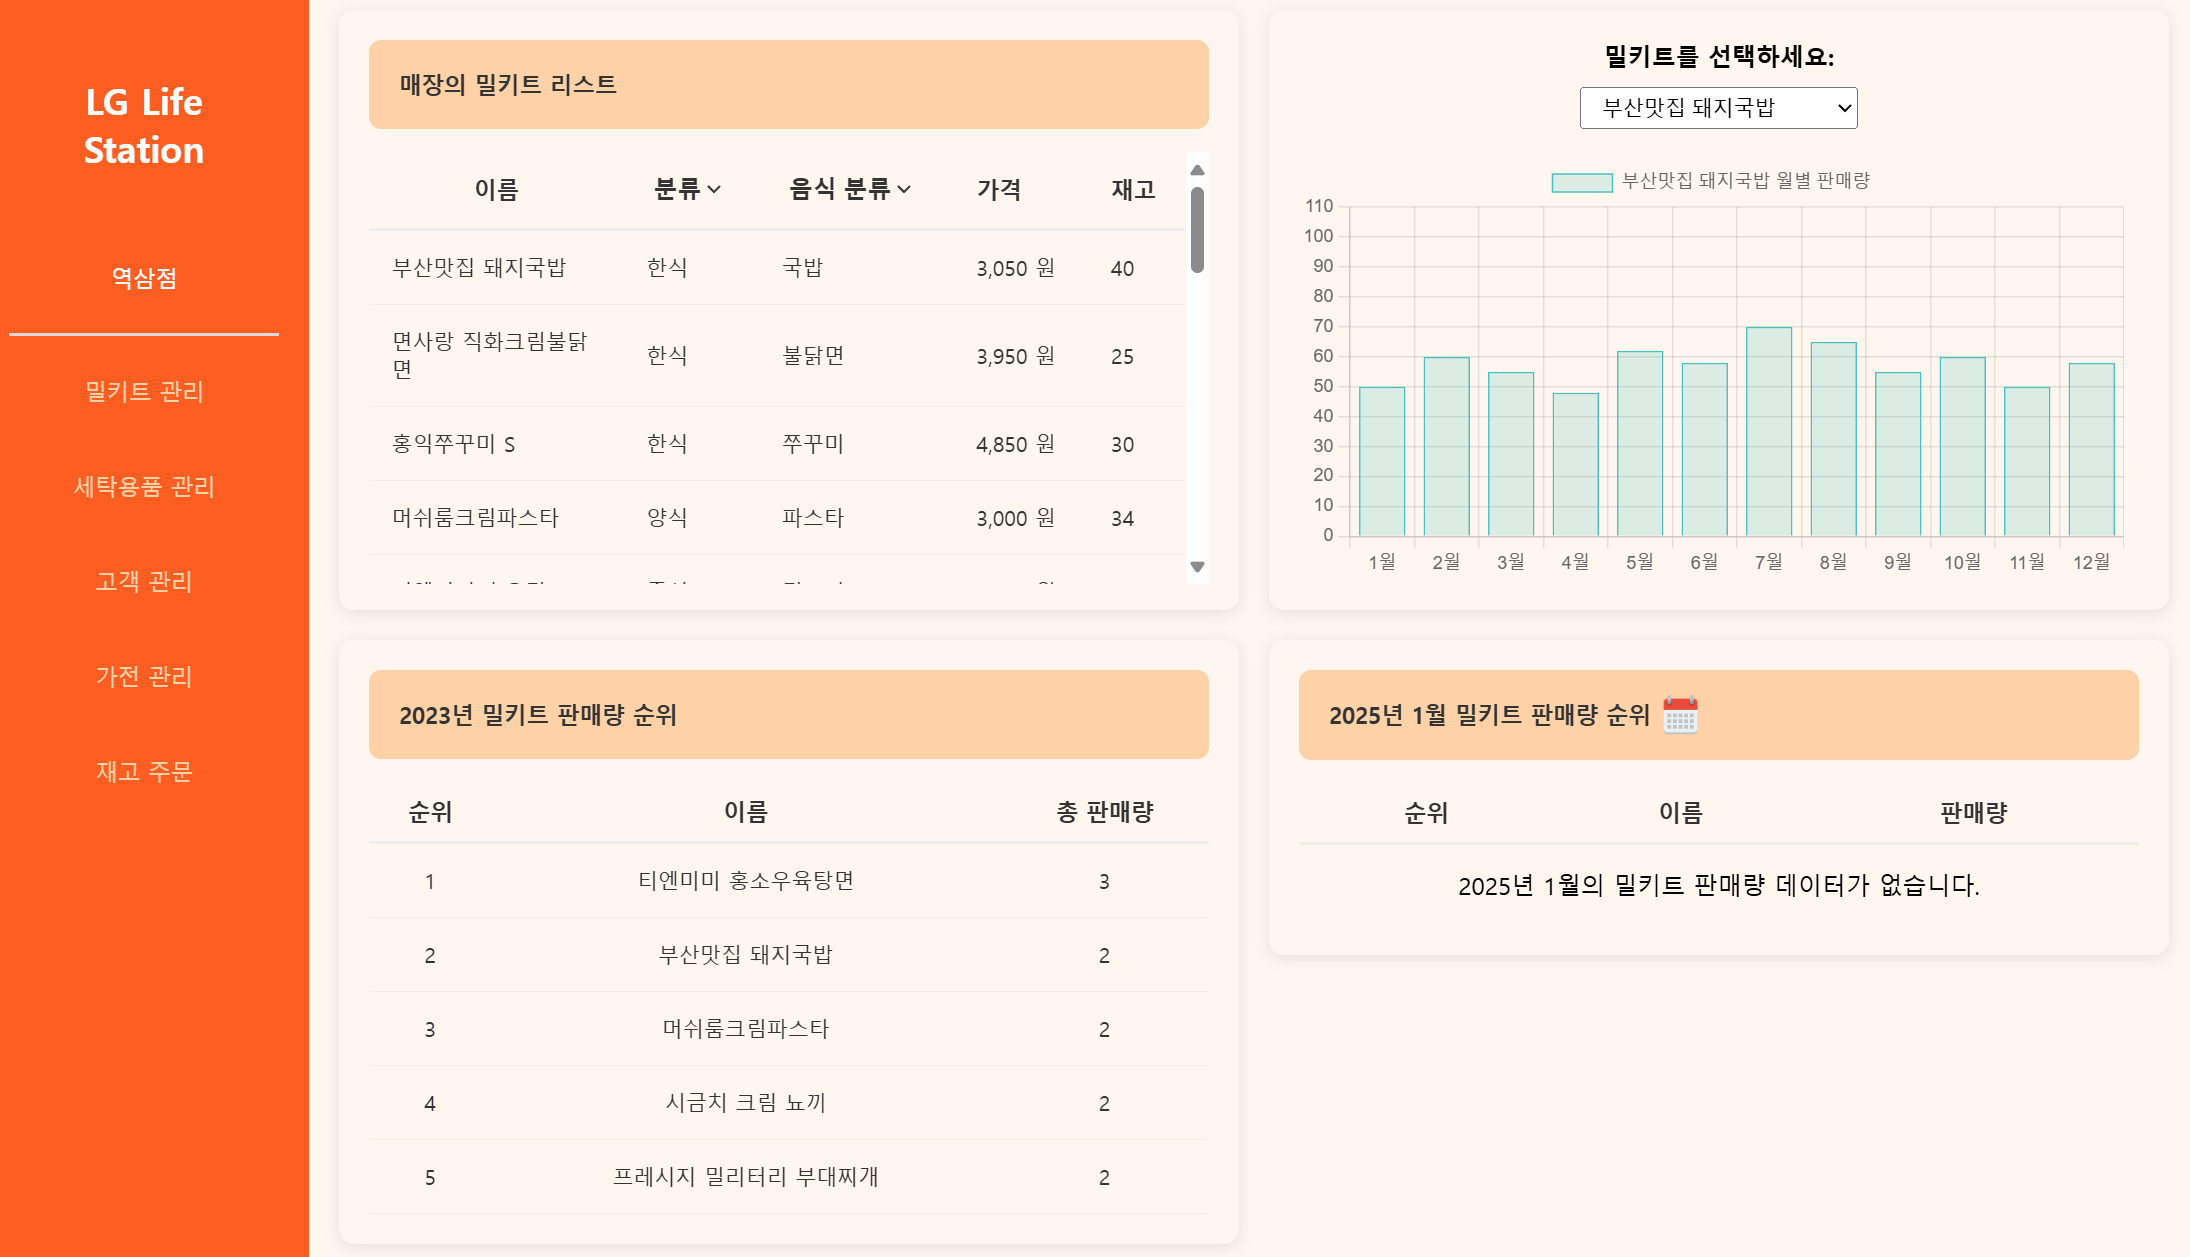 LG Life
Station
역삼점
밀키트 관리
세탁용품 관리
고객 관리
가전 관리
재고 주문
매장의 밀키트 리스트
이름 분류 음식 분류 가격 재고
부산맛집 돼지국밥 한식 국밥 3,050 원 40
면사랑 직화크림불닭
면 한식 불닭면 3,950 원 25
홍익쭈꾸미 S 한식 쭈꾸미 4,850 원 30
머쉬룸크림파스타 양식 파스타 3,000 원 34
밀키트를 선택하세요:
부산맛집 돼지국밥
부산맛집 돼지국밥 월별 판매량
110
100
90
80
70
60
50
40
30
20
10
0
1월 2월 3월 4월 5월 6월 7월 8월 9월 10월 11월 12월
2023년 밀키트 판매량 순위
순위 이름 총 판매량
1 티엔미미 홍소우육탕면 3
2 부산맛집 돼지국밥 2
3 머쉬룸크림파스타 2
4 시금치 크림 뇨끼 2
5 프레시지 밀리터리 부대찌개 2
2025년 1월 밀키트 판매량 순위
순위 이름 판매량
2025년 1월의 밀키트 판매량 데이터가 없습니다.